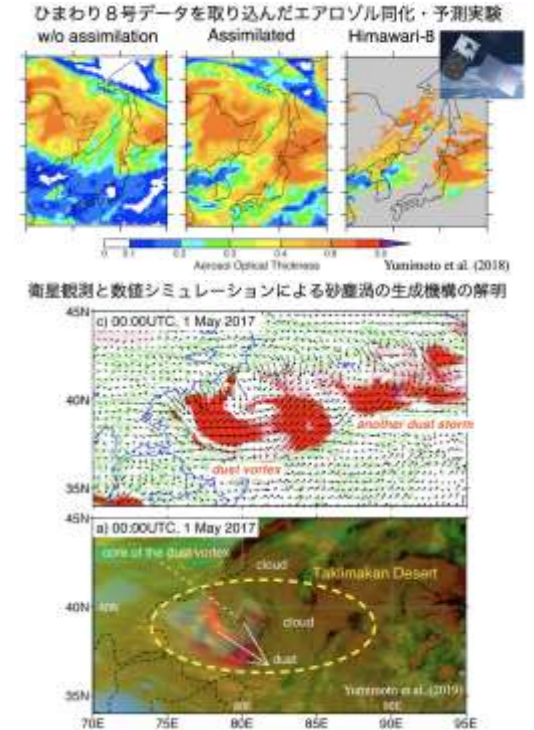 ひまわり８号データを取り込んだエアロゾル同化・予測実験
w/o assimilation Assimilated Himawari-8
Aerosol Optical Thickness
Yumimoto et al. (2018)
衛星観測と数値シミュレーションによる砂塵渦の生成機構の解明
45N
c) 00:00UTC, 1 May 2017
40N
another dust storm
dust vortex
35N
45N
a) 00:00UTC, 1 May 2017
core of the dust vortex
cloud
Taklimakan Desert
40N
cloud
dust
Yumimoto et al. (2019)
35N
70E 75E 80E 85E 90E 95E